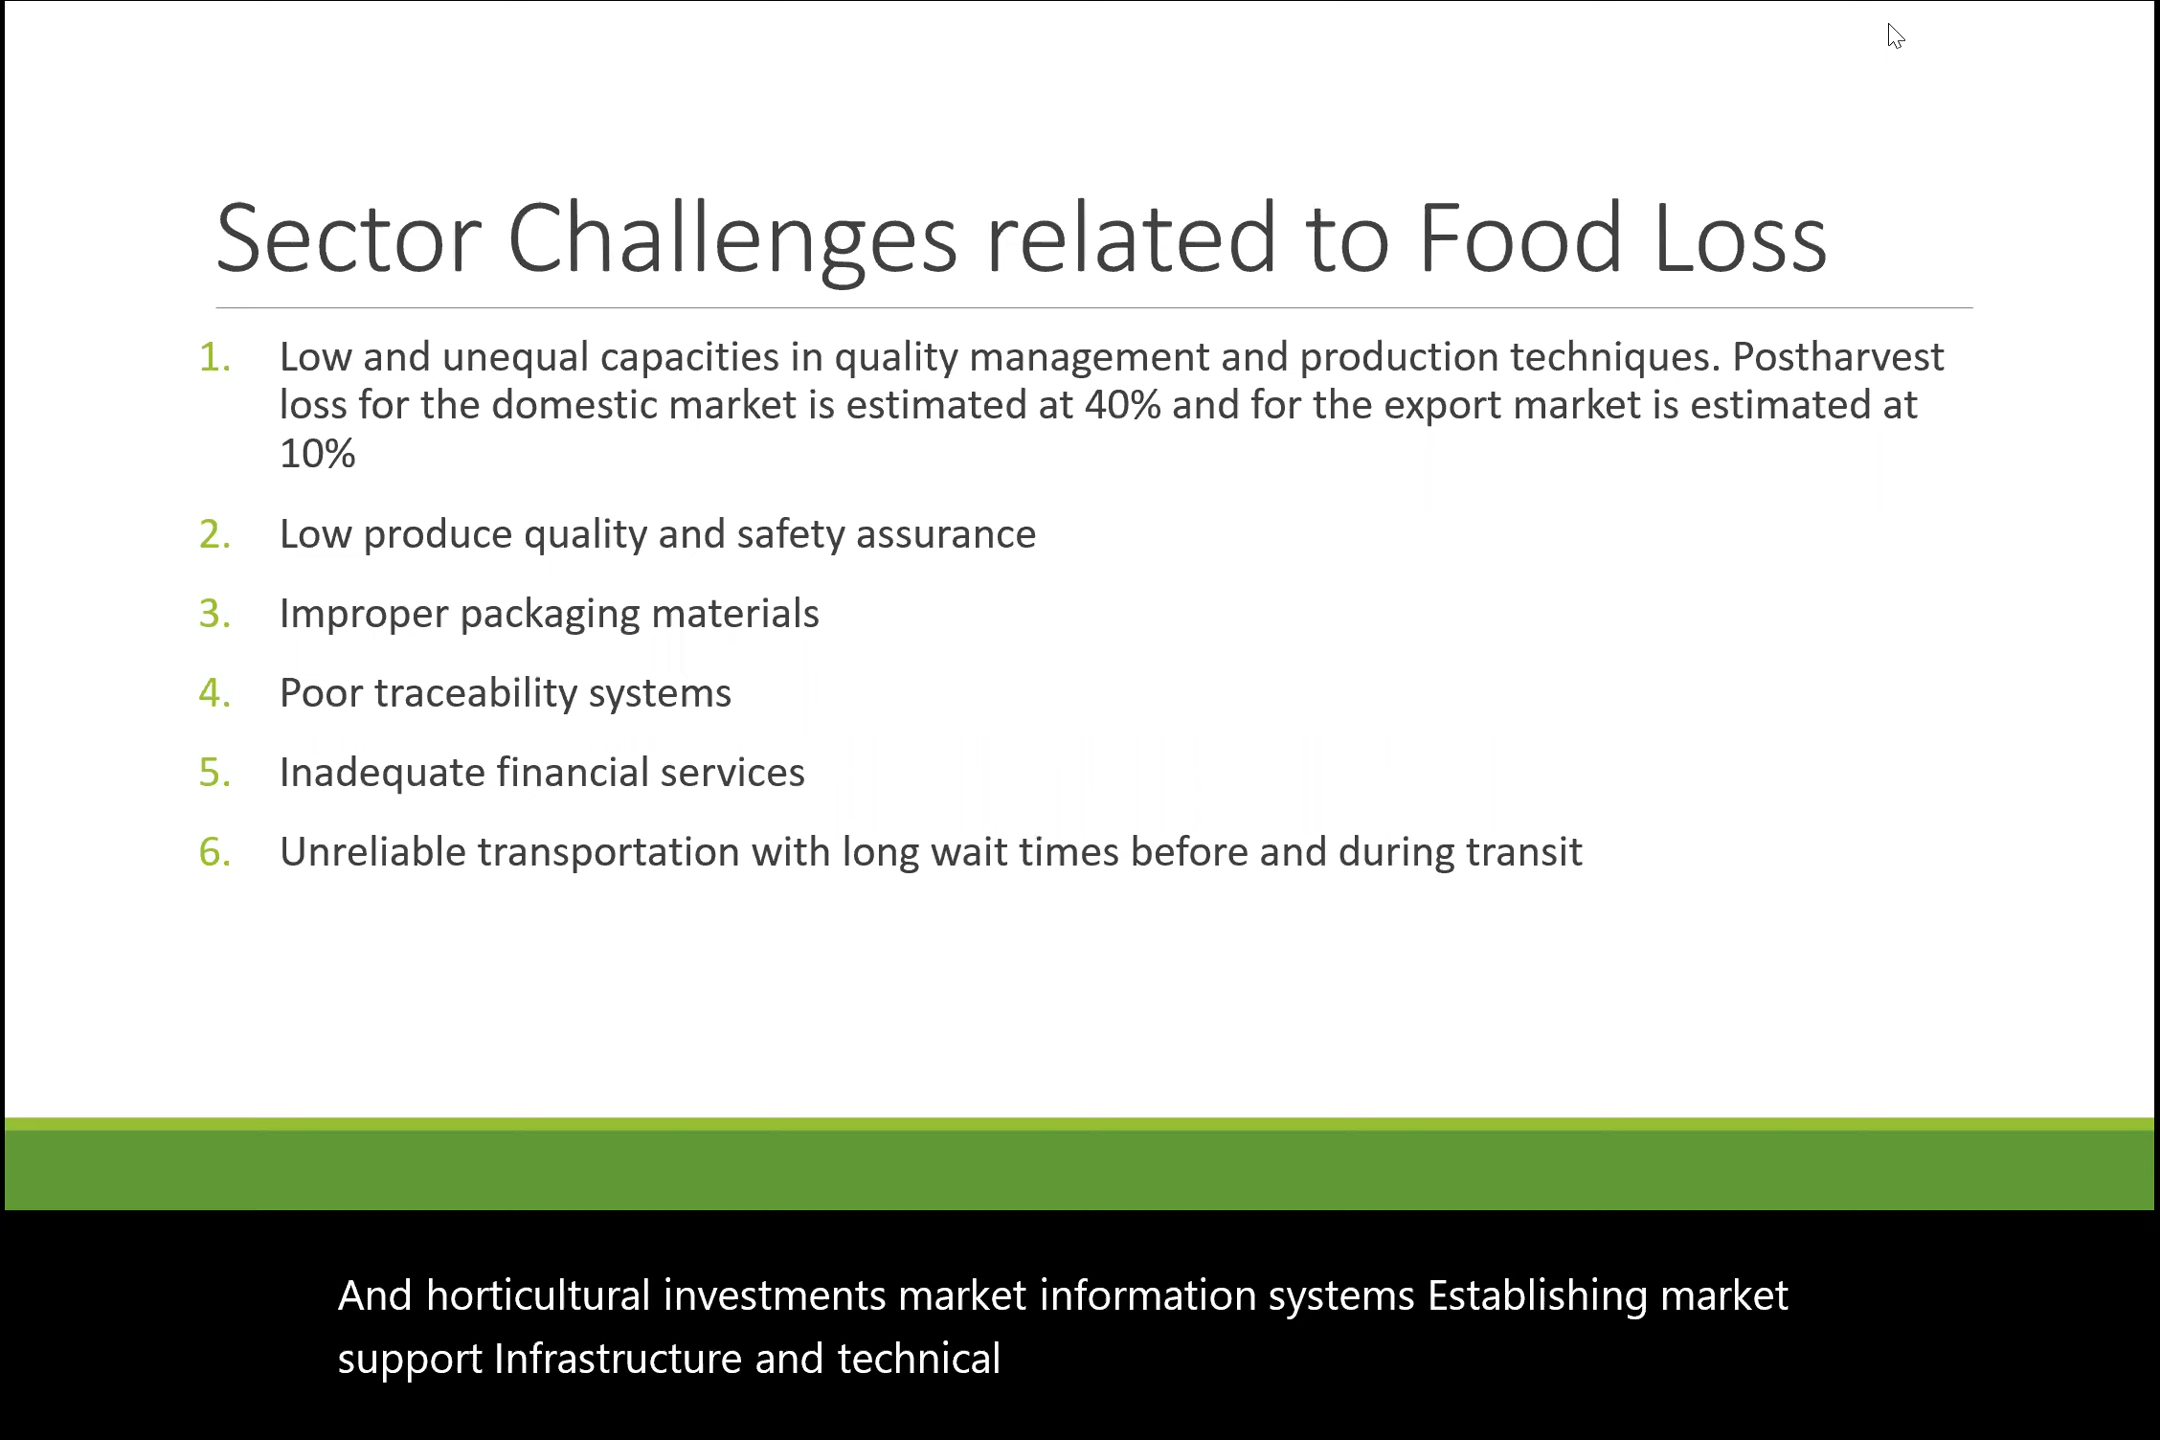 Sector Challenges related to Food Loss
1. Low and unequal capacities in quality management and production techniques. Postharvest
loss for the domestic market is estimated at 40% and for the export market is estimated at
10%
2. Low produce quality and safety assurance
3. Improper packaging materials
4. Poor traceability systems
5. Inadequate financial services
6. Unreliable transportation with long wait times before and during transit
And horticultural investments market information systems Establishing market
support Infrastructure and technical